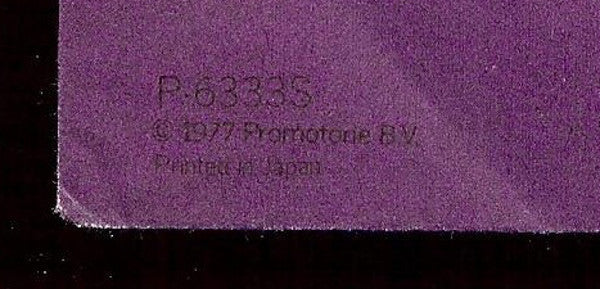 P-6333S
© 1977 Promotone B.V.
Printed in Japan